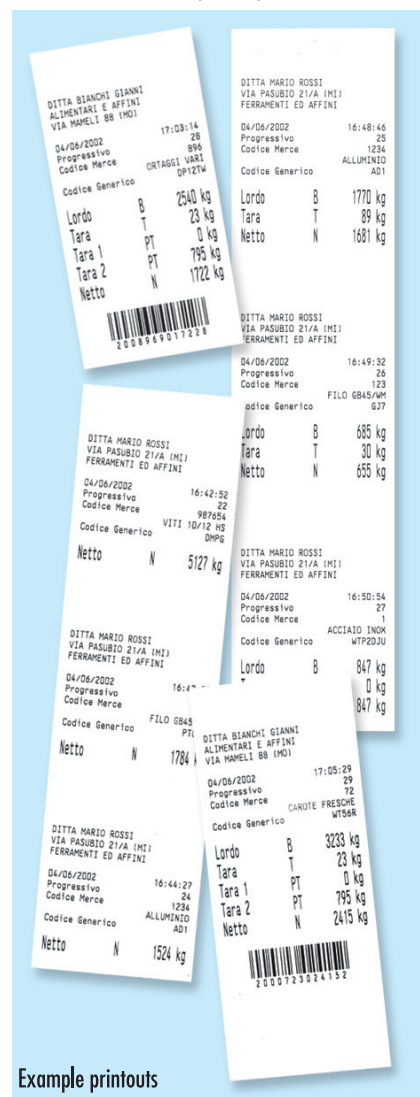 DITTA BIANCHI GIANNI
ALIMENTARI E AFFINI
VIA MAMELI 88 (MO)
04/06/2002 17:03:14
Progressivo 28
Codice Merce 896
ORTAGGI VARI
Codice Generico DP12TW
Lordo B 2540 kg
Tara T 23 kg
Tara 1 PT 0 kg
Tara 2 PT 795 kg
Netto N 1722 kg
2008969017228
DITTA MARIO ROSSI
VIA PASUBIO 21/A (MI)
FERRAMENTI ED AFFINI
04/06/2002 16:48:46
Progressivo 25
Codice Merce 1234
ALLUMINIO
Codice Generico AD1
Lordo B 1770 kg
Tara T 89 kg
Netto N 1681 kg
DITTA MARIO ROSSI
VIA PASUBIO 21/A (MI)
FERRAMENTI ED AFFINI
04/06/2002 16:49:32
Progressivo 26
Codice Merce 123
FILO GB45/WM
Codice Generico GJ7
Lordo B 685 kg
Tara T 30 kg
Netto N 655 kg
DITTA MARIO ROSSI
VIA PASUBIO 21/A (MI)
FERRAMENTI ED AFFINI
04/06/2002 16:50:54
Progressivo 27
Codice Merce 1
ACCIAIO INOX
Codice Generico WTP2DJU
Lordo B 847 kg
0 kg
847 kg
DITTA MARIO ROSSI
VIA PASUBIO 21/A (MI)
FERRAMENTI ED AFFINI
04/06/2002 16:42:52
Progressivo 22
Codice Merce 987654
VITI 10/12 HS
Codice Generico DMPG
Netto N 5127 kg
DITTA MARIO ROSSI
VIA PASUBIO 21/A (MI)
FERRAMENTI ED AFFINI
04/06/2002
Progressivo
Codice Merce
FILO GB45
Codice Generico
Netto N 1784
DITTA MARIO ROSSI
VIA PASUBIO 21/A (MI)
FERRAMENTI ED AFFINI
04/06/2002 16:44:27
Progressivo 24
Codice Merce 1234
ALLUMINIO
Codice Generico AD1
Netto N 1524 kg
DITTA BIANCHI GIANNI
ALIMENTARI E AFFINI
VIA MAMELI 88 (MO)
04/06/2002 17:05:29
Progressivo 29
Codice Merce 72
CAROTE FRESCHE
Codice Generico WT56R
Lordo B 3233 kg
Tara T 23 kg
Tara 1 PT 0 kg
Tara 2 PT 795 kg
Netto N 2415 kg
2000723024152
Example printouts